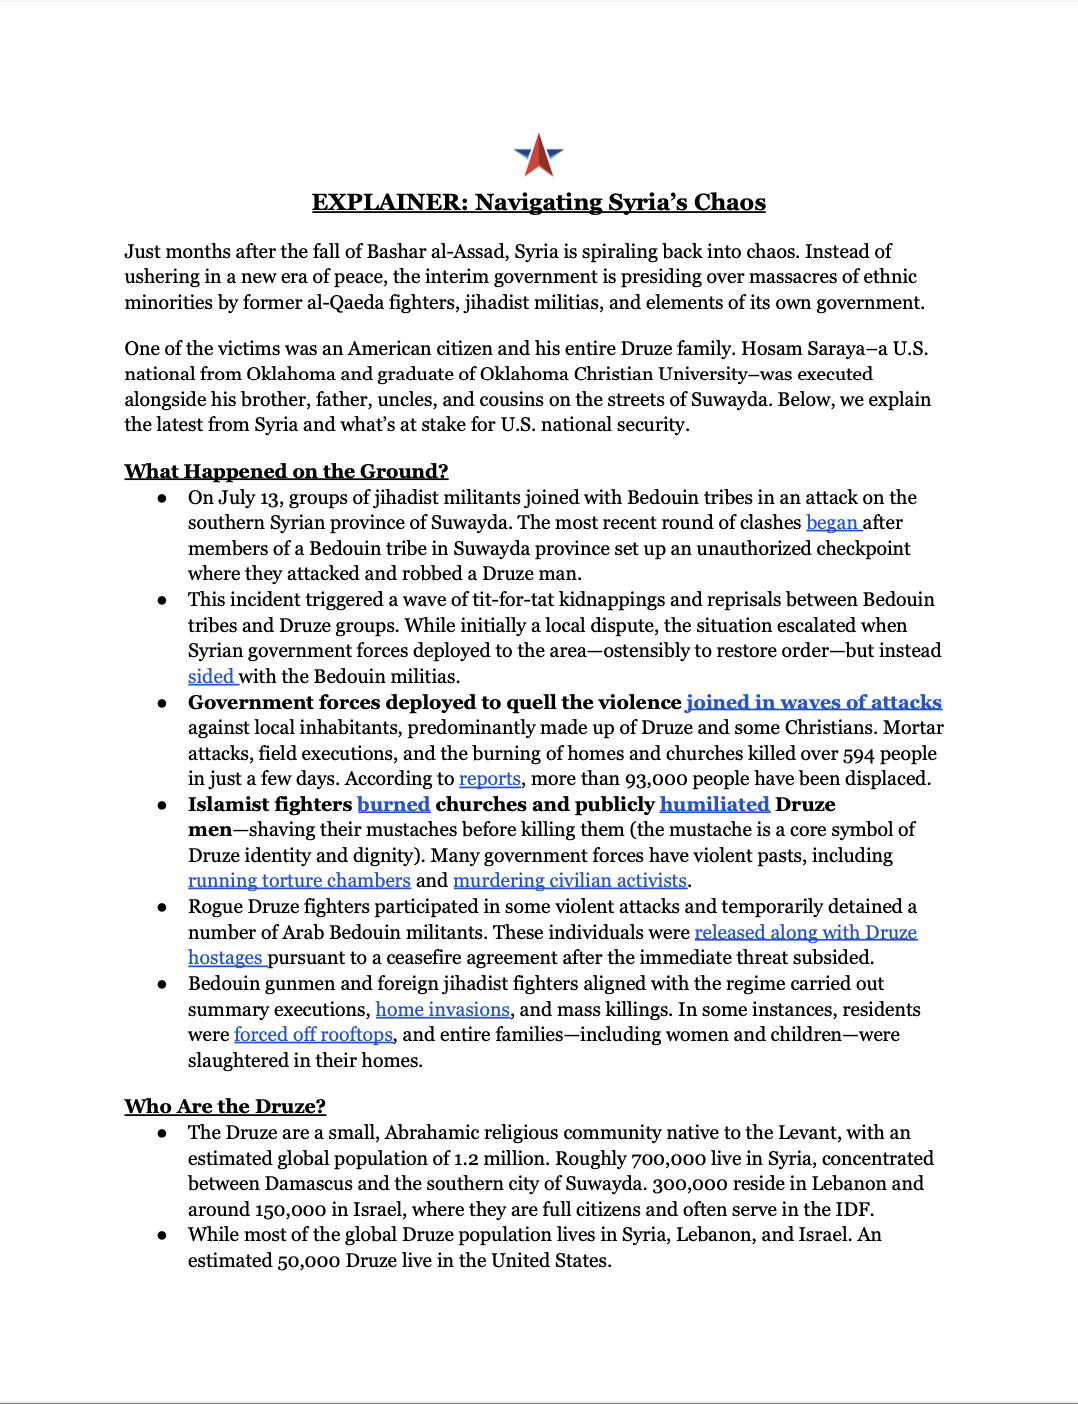 EXPLAINER: Navigating Syria's Chaos
Just months after the fall of Bashar al-Assad, Syria is spiraling back into chaos. Instead of
ushering in a new era of peace, the interim government is presiding over massacres of ethnic
minorities by former al-Qaeda fighters, jihadist militias, and elements of its own government.
One of the victims was an American citizen and his entire Druze family. Hosam Saraya–a U.S.
national from Oklahoma and graduate of Oklahoma Christian University–was executed
alongside his brother, father, uncles, and cousins on the streets of Suwayda. Below, we explain
the latest from Syria and what's at stake for U.S. national security.
What Happened on the Ground?
● On July 13, groups of jihadist militants joined with Bedouin tribes in an attack on the
southern Syrian province of Suwayda. The most recent round of clashes began after
members of a Bedouin tribe in Suwayda province set up an unauthorized checkpoint
where they attacked and robbed a Druze man.
● This incident triggered a wave of tit-for-tat kidnappings and reprisals between Bedouin
tribes and Druze groups. While initially a local dispute, the situation escalated when
Syrian government forces deployed to the area—ostensibly to restore order—but instead
sided with the Bedouin militias.
● Government forces deployed to quell the violence joined in waves of attacks
against local inhabitants, predominantly made up of Druze and some Christians. Mortar
attacks, field executions, and the burning of homes and churches killed over 594 people
in just a few days. According to reports, more than 93,000 people have been displaced.
● Islamist fighters burned churches and publicly humiliated Druze
men—shaving their mustaches before killing them (the mustache is a core symbol of
Druze identity and dignity). Many government forces have violent pasts, including
running torture chambers and murdering civilian activists.
● Rogue Druze fighters participated in some violent attacks and temporarily detained a
number of Arab Bedouin militants. These individuals were released along with Druze
hostages pursuant to a ceasefire agreement after the immediate threat subsided.
● Bedouin gunmen and foreign jihadist fighters aligned with the regime carried out
summary executions, home invasions, and mass killings. In some instances, residents
were forced off rooftops, and entire families—including women and children—were
slaughtered in their homes.
Who Are the Druze?
● The Druze are a small, Abrahamic religious community native to the Levant, with an
estimated global population of 1.2 million. Roughly 700,000 live in Syria, concentrated
between Damascus and the southern city of Suwayda. 300,000 reside in Lebanon and
around 150,000 in Israel, where they are full citizens and often serve in the IDF.
● While most of the global Druze population lives in Syria, Lebanon, and Israel. An
estimated 50,000 Druze live in the United States.